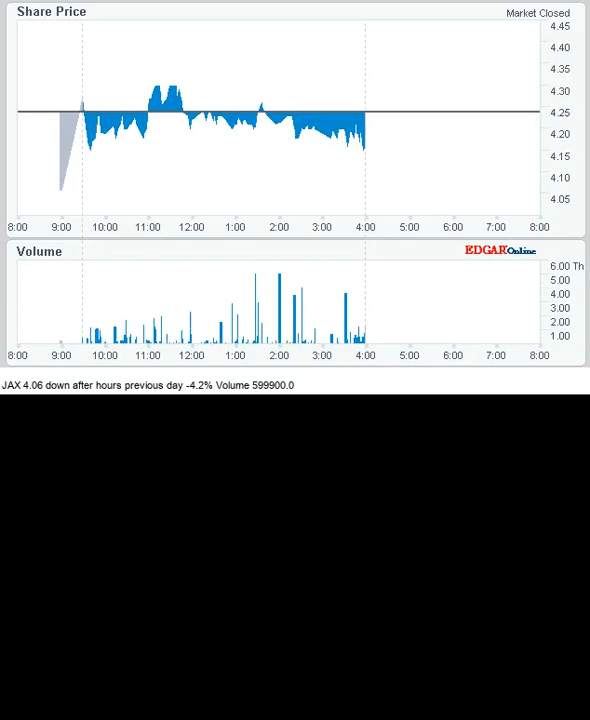 Share Price
Market Closed
4.45
4.40
4.35
4.30
4.25
4.20
4.15
4.10
4.05
8:00 9:00 10:00 11:00 12:00 1:00 2:00 3:00 4:00 5:00 6:00 7:00 8:00
Volume
EDGAR Online
6.00 Th
5.00
4.00
3.00
2.00
1.00
8:00 9:00 10:00 11:00 12:00 1:00 2:00 3:00 4:00 5:00 6:00 7:00 8:00
JAX 4.06 down after hours previous day -4.2% Volume 599900.0